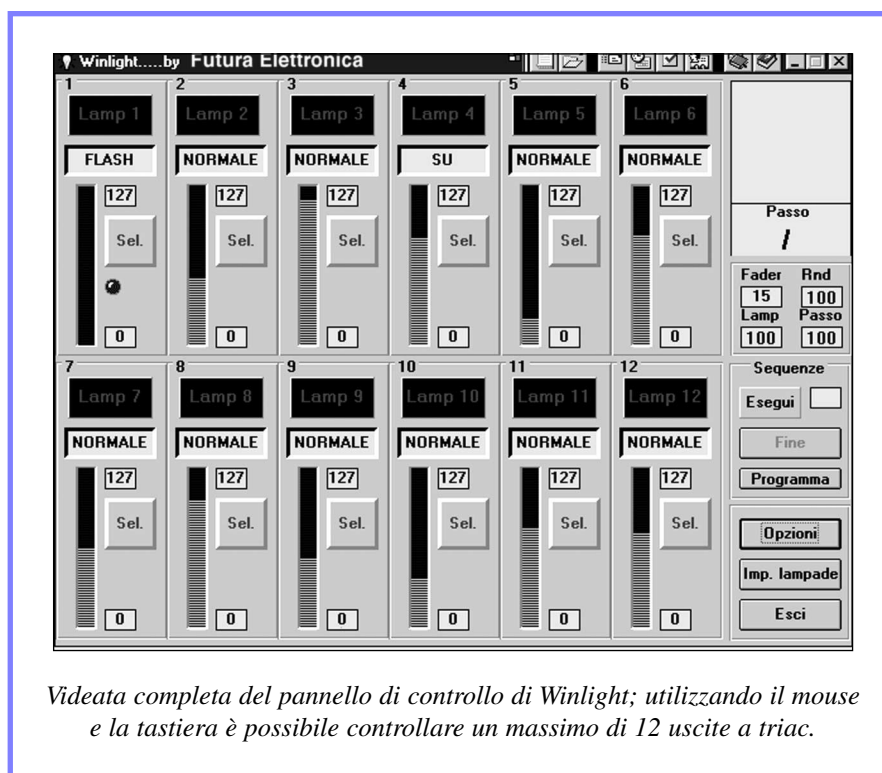 Winlight.....by Futura Elettronica
1 2 3 4 5 6
Lamp 1 Lamp 2 Lamp 3 Lamp 4 Lamp 5 Lamp 6
FLASH NORMALE NORMALE SU NORMALE NORMALE
127 127 127 127 127 127
Sel. Sel. Sel. Sel. Sel. Sel.
0 0 0 0 0 0
Passo
/
Fader Rnd
15 100
Lamp Passo
100 100
7 8 9 10 11 12
Lamp 7 Lamp 8 Lamp 9 Lamp 10 Lamp 11 Lamp 12
NORMALE NORMALE NORMALE NORMALE NORMALE NORMALE
127 127 127 127 127 127
Sel. Sel. Sel. Sel. Sel. Sel.
0 0 0 0 0 0
Sequenze
Esegui
Fine
Programma
Opzioni
Imp. lampade
Esci
Videata completa del pannello di controllo di Winlight; utilizzando il mouse
e la tastiera è possibile controllare un massimo di 12 uscite a triac.